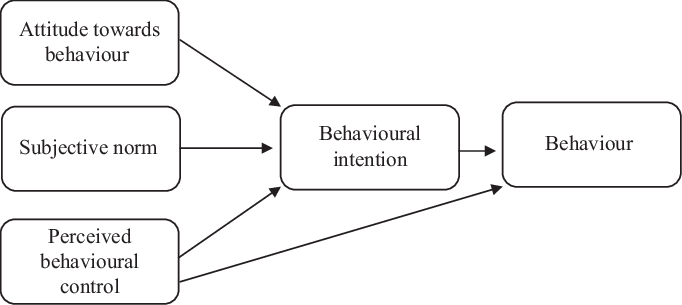 Attitude towards
behaviour
Subjective norm
Perceived
behavioural
control
Behavioural
intention
Behaviour